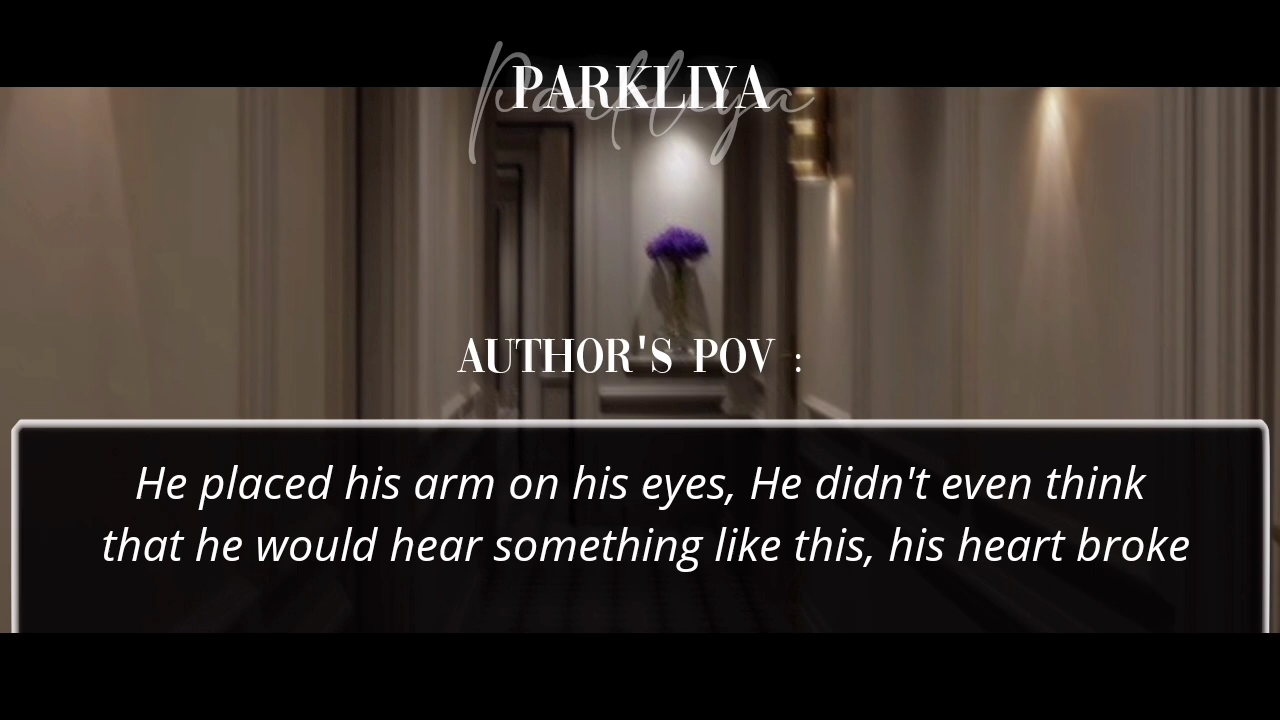 Parkliya
PARKLIYA
AUTHOR'S POV :
He placed his arm on his eyes, He didn't even think
that he would hear something like this, his heart broke